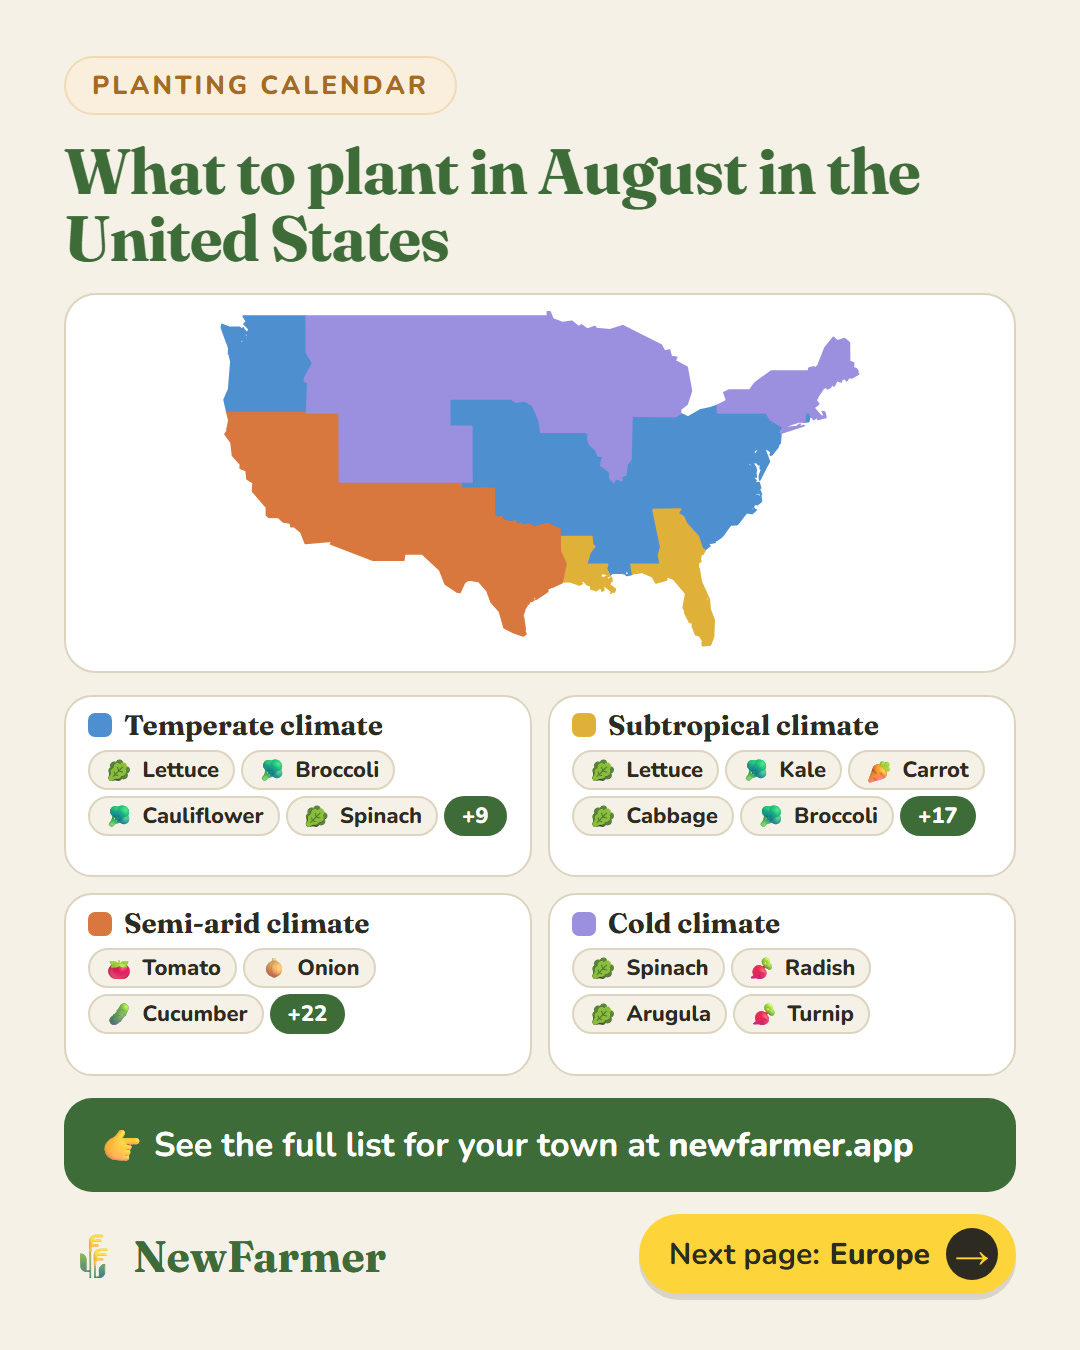 PLANTING CALENDAR
What to plant in August in the
United States
Temperate climate
Lettuce Broccoli
Cauliflower Spinach +9
Subtropical climate
Lettuce Kale Carrot
Cabbage Broccoli +17
Semi-arid climate
Tomato Onion
Cucumber +22
Cold climate
Spinach Radish
Arugula Turnip
👉 See the full list for your town at newfarmer.app
NewFarmer
Next page: Europe →